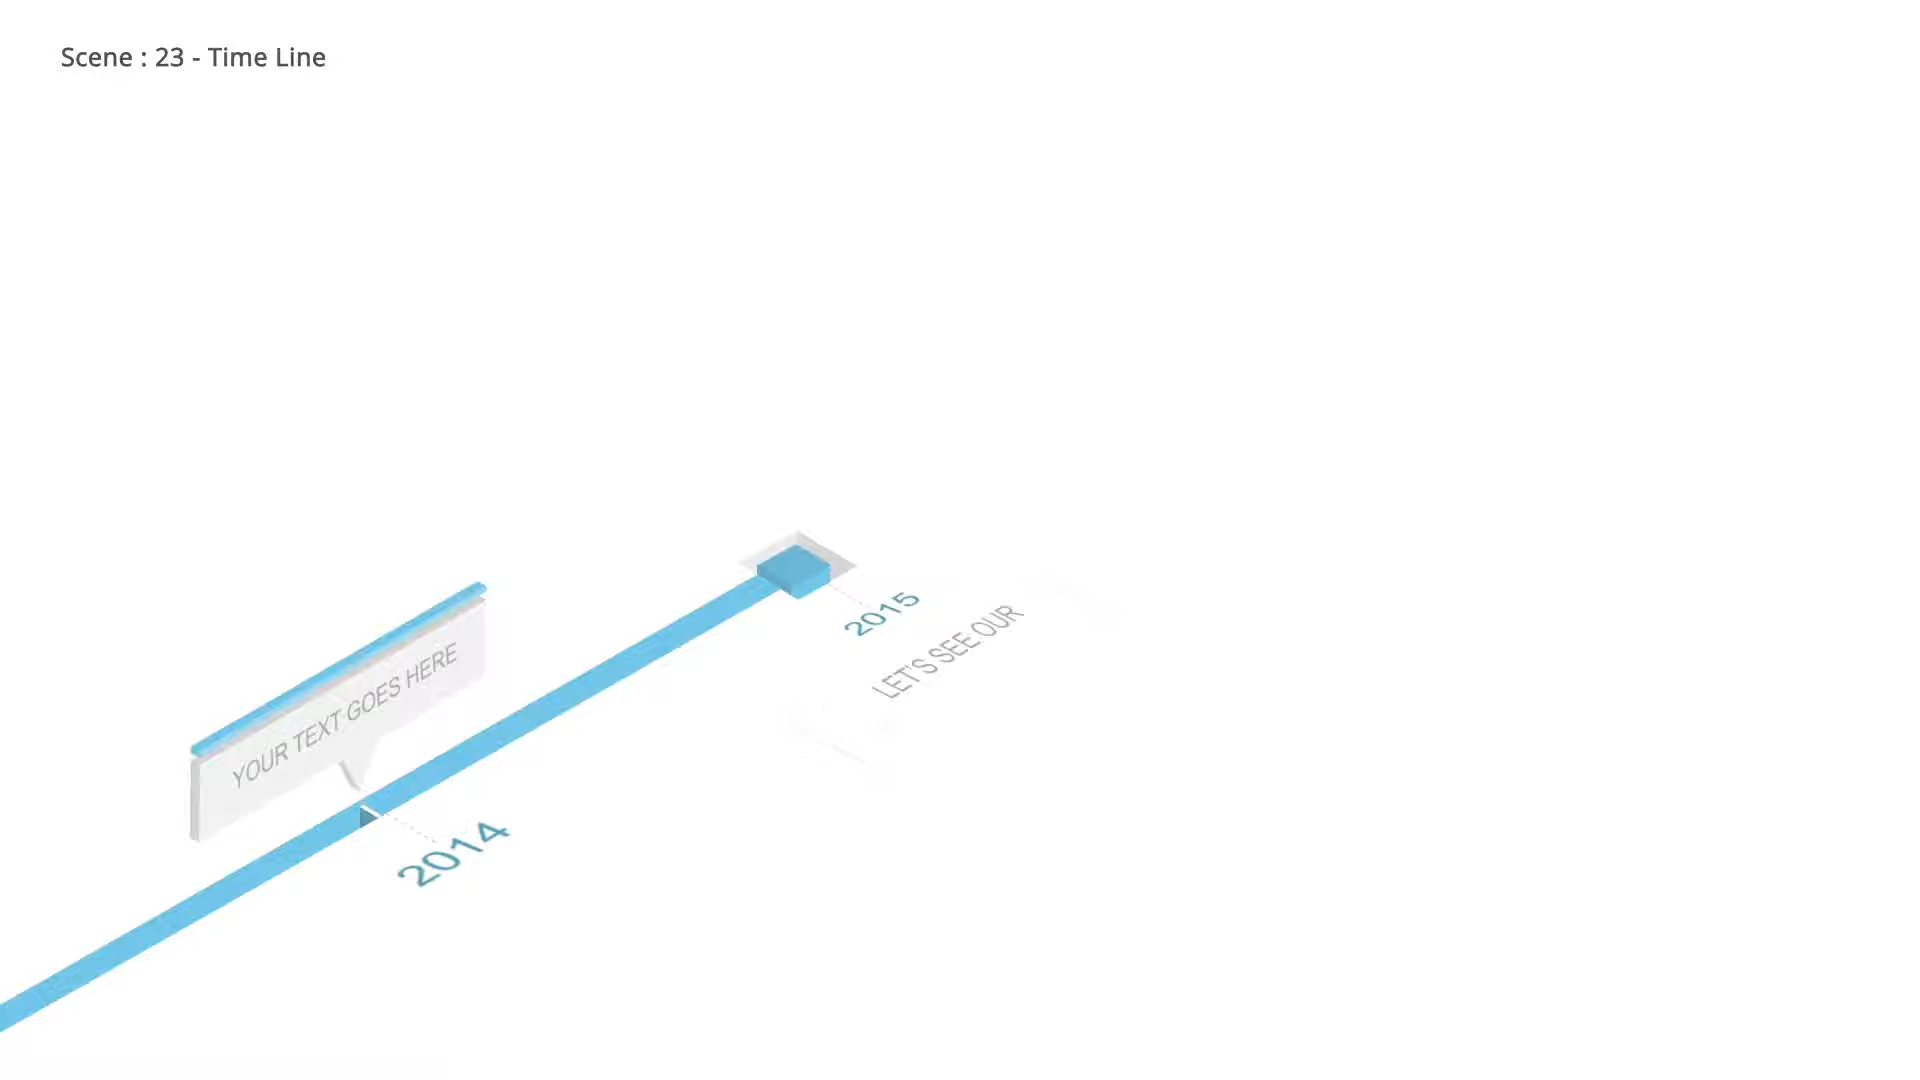 Scene : 23 - Time Line
2015
LET'S SEE OUR
YOUR TEXT GOES HERE
2014